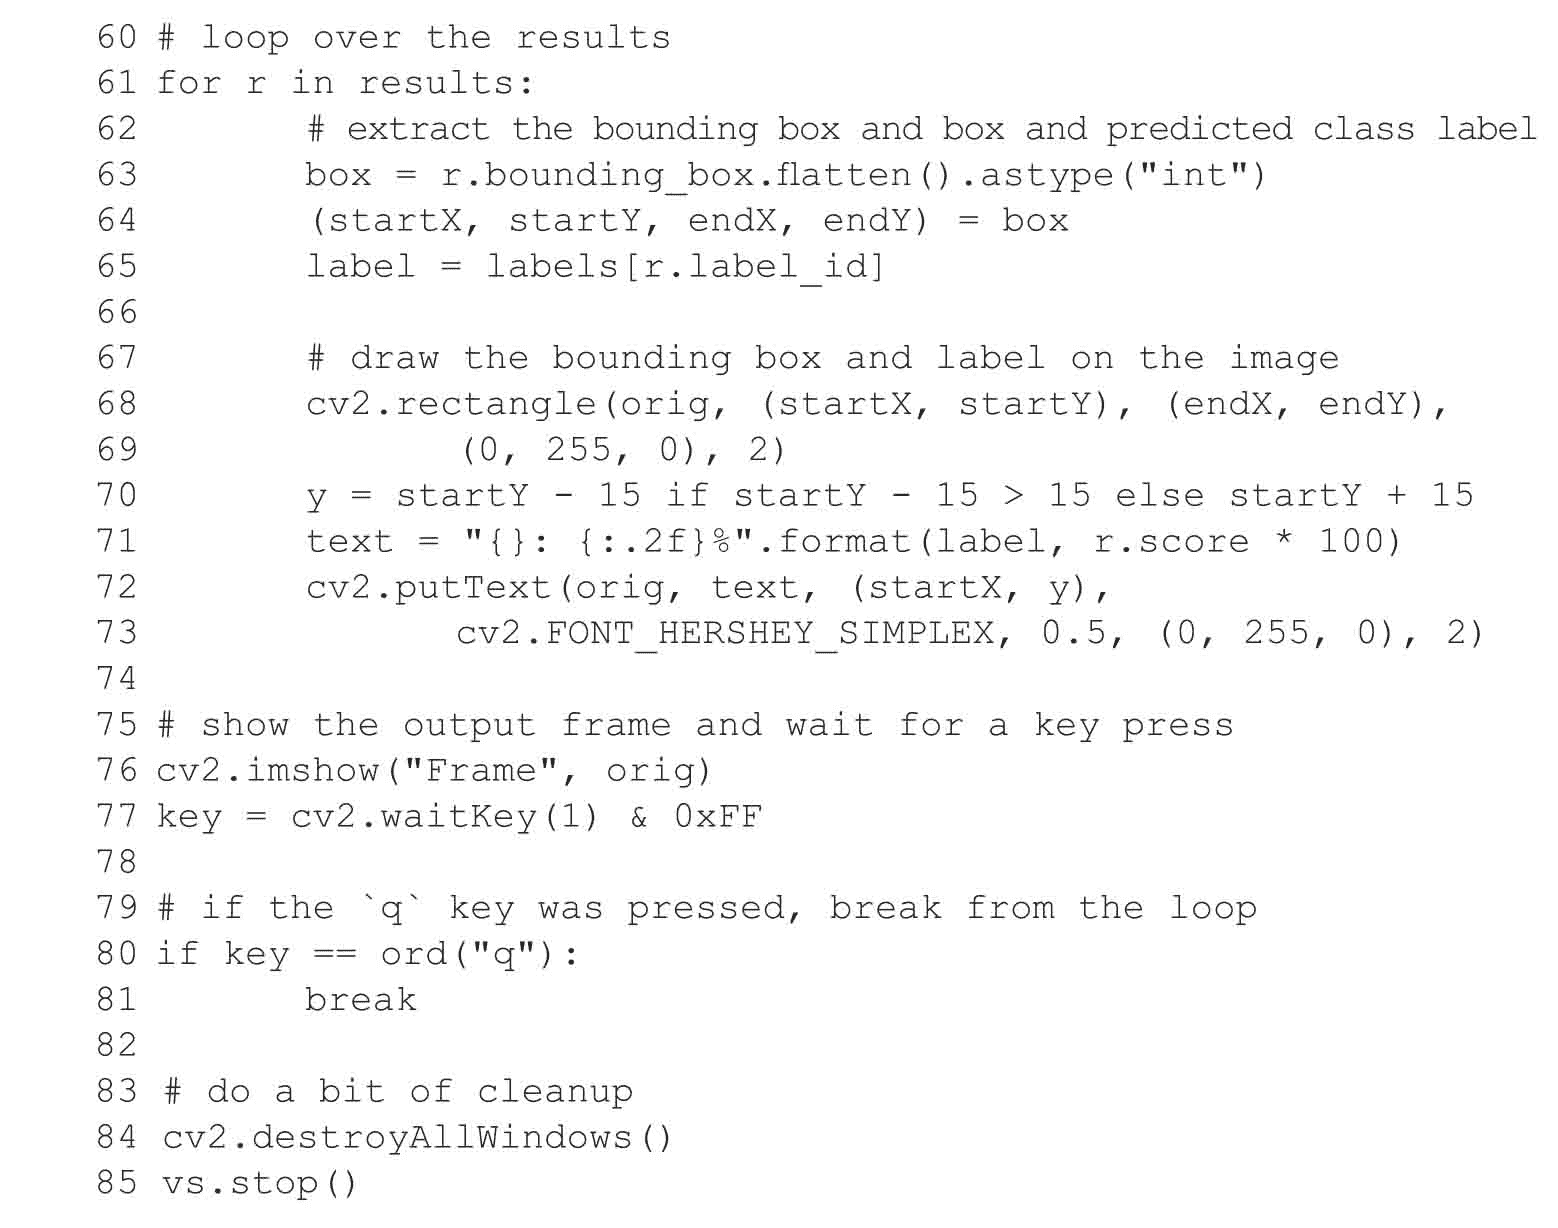 60 # loop over the results
61 for r in results:
62 # extract the bounding box and box and predicted class label
63 box = r.bounding_box.flatten().astype("int")
64 (startX, startY, endX, endY) = box
65 label = labels[r.label_id]
66
67 # draw the bounding box and label on the image
68 cv2.rectangle(orig, (startX, startY), (endX, endY),
69 (0, 255, 0), 2)
70 y = startY - 15 if startY - 15 > 15 else startY + 15
71 text = "{}: {:.2f}%".format(label, r.score * 100)
72 cv2.putText(orig, text, (startX, y),
73 cv2.FONT_HERSHEY_SIMPLEX, 0.5, (0, 255, 0), 2)
74
75 # show the output frame and wait for a key press
76 cv2.imshow("Frame", orig)
77 key = cv2.waitKey(1) & 0xFF
78
79 # if the `q` key was pressed, break from the loop
80 if key == ord("q"):
81 break
82
83 # do a bit of cleanup
84 cv2.destroyAllWindows()
85 vs.stop()